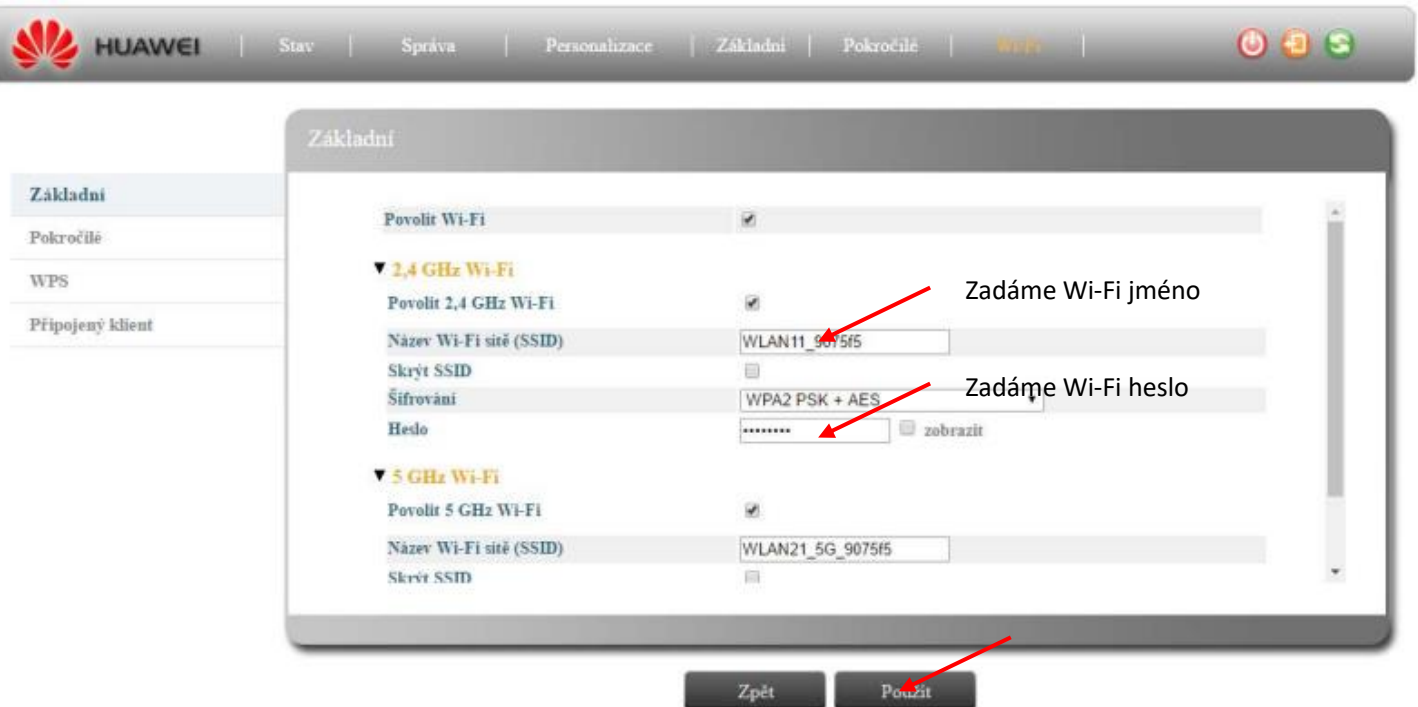 HUAWEI | Stav | Správa | Personalizace | Základní | Pokročilé | Wi-Fi |
Základní
Základní
Pokročilé
WPS
Připojený klient
Povolit Wi-Fi
2,4 GHz Wi-Fi
Povolit 2,4 GHz Wi-Fi
Zadáme Wi-Fi jméno
Název Wi-Fi sítě (SSID) WLAN11_9075f5
Skrýt SSID
Zadáme Wi-Fi heslo
Šifrování WPA2 PSK + AES
Heslo •••••••• zobrazit
5 GHz Wi-Fi
Povolit 5 GHz Wi-Fi
Název Wi-Fi sítě (SSID) WLAN21_5G_9075f5
Skrýt SSID
Zpět Použít